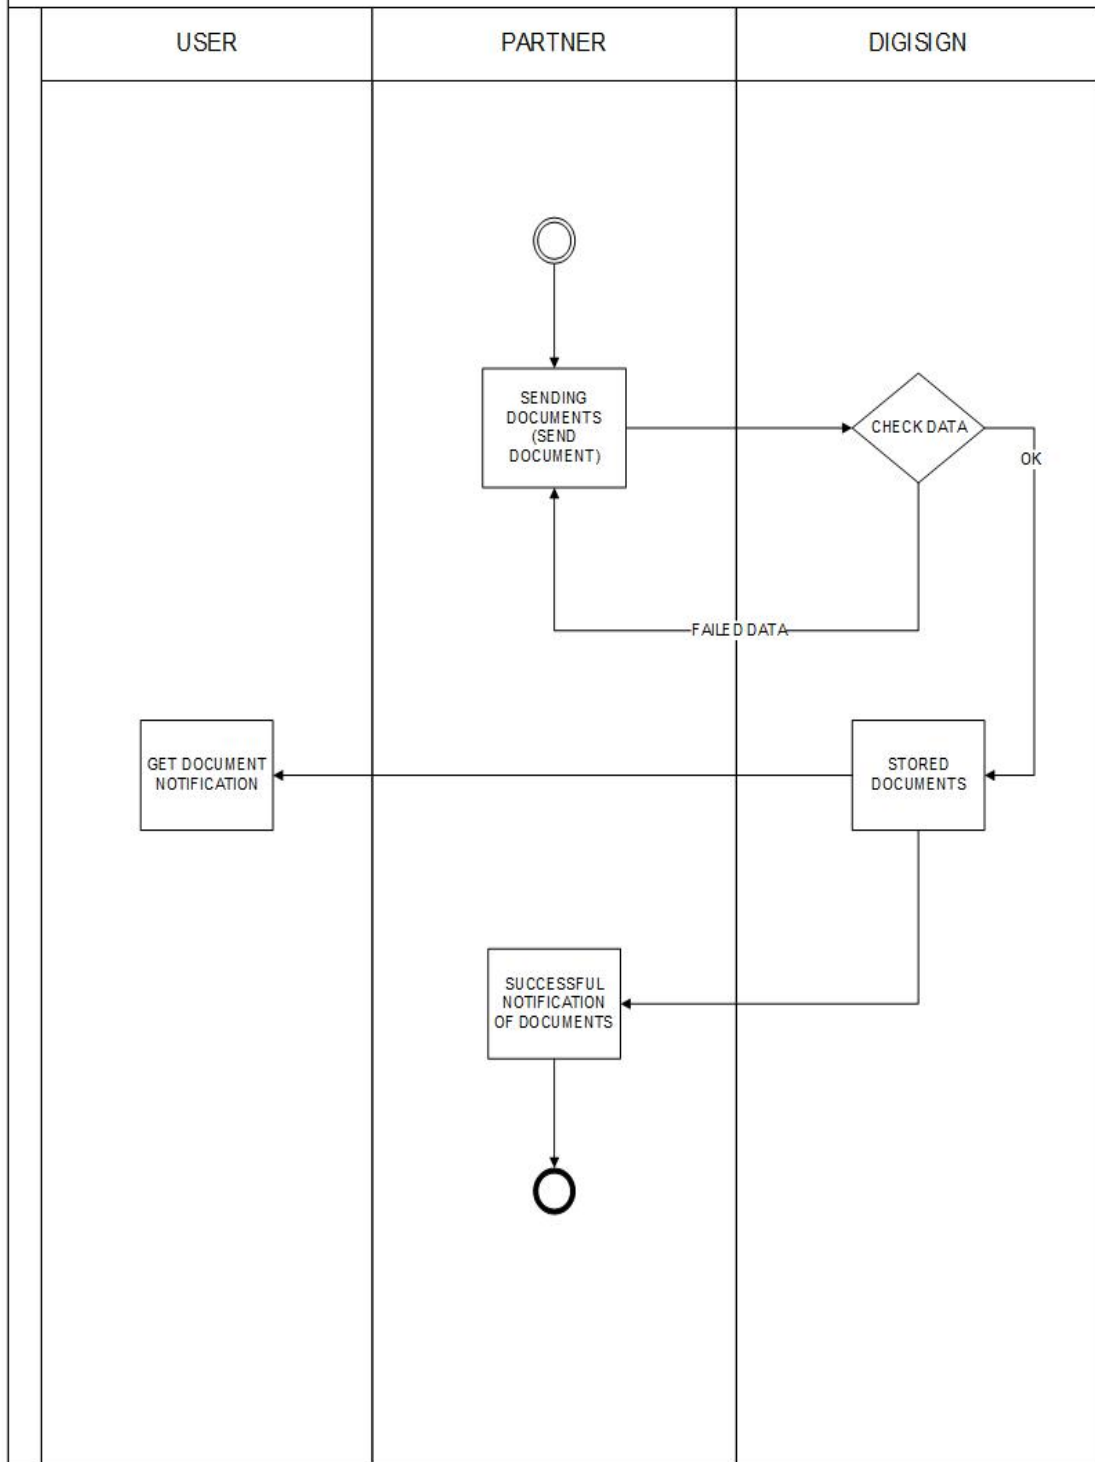 USER
PARTNER
DIGISIGN
SENDING
DOCUMENTS
(SEND
DOCUMENT)
CHECK DATA
OK
FAILED DATA
GET DOCUMENT
NOTIFICATION
STORED
DOCUMENTS
SUCCESSFUL
NOTIFICATION
OF DOCUMENTS